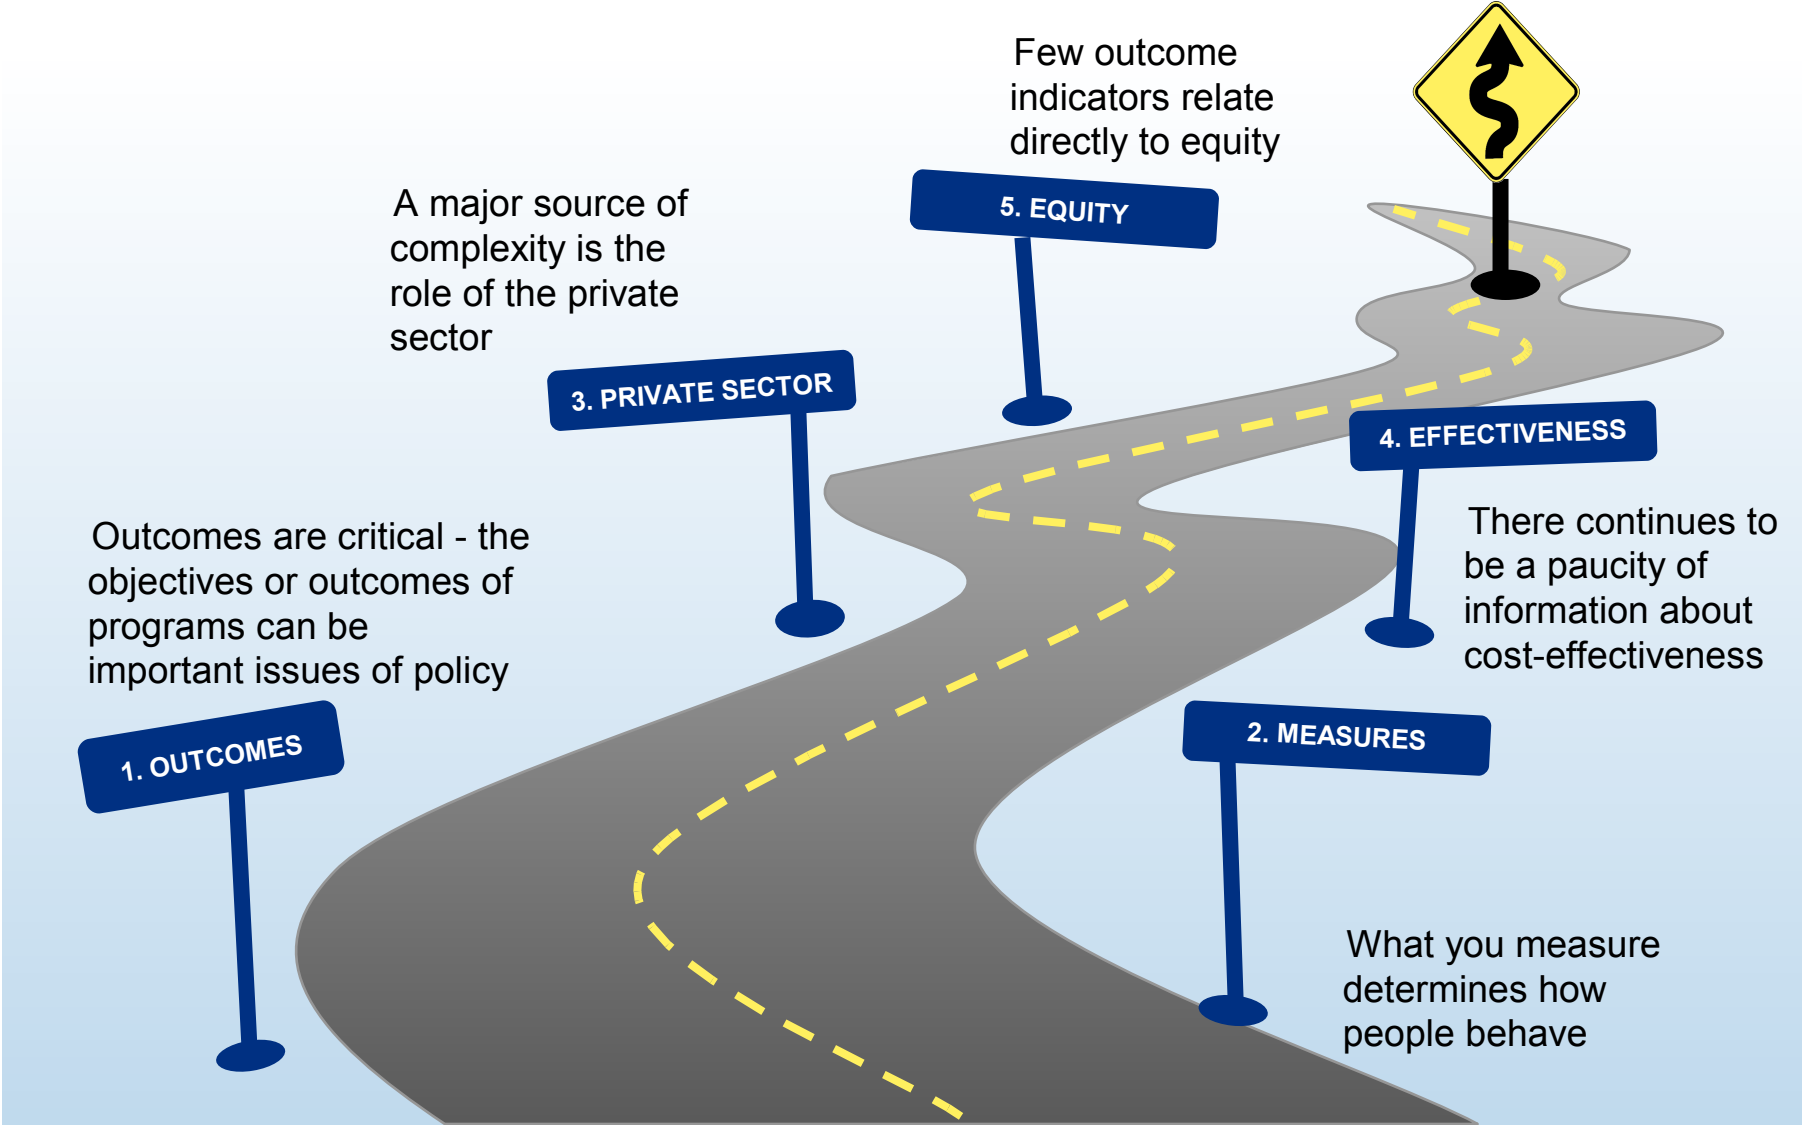 Few outcome
indicators relate
directly to equity
5. EQUITY
A major source of
complexity is the
role of the private
sector
3. PRIVATE SECTOR
4. EFFECTIVENESS
There continues to
be a paucity of
information about
cost-effectiveness
Outcomes are critical - the
objectives or outcomes of
programs can be
important issues of policy
1. OUTCOMES
2. MEASURES
What you measure
determines how
people behave